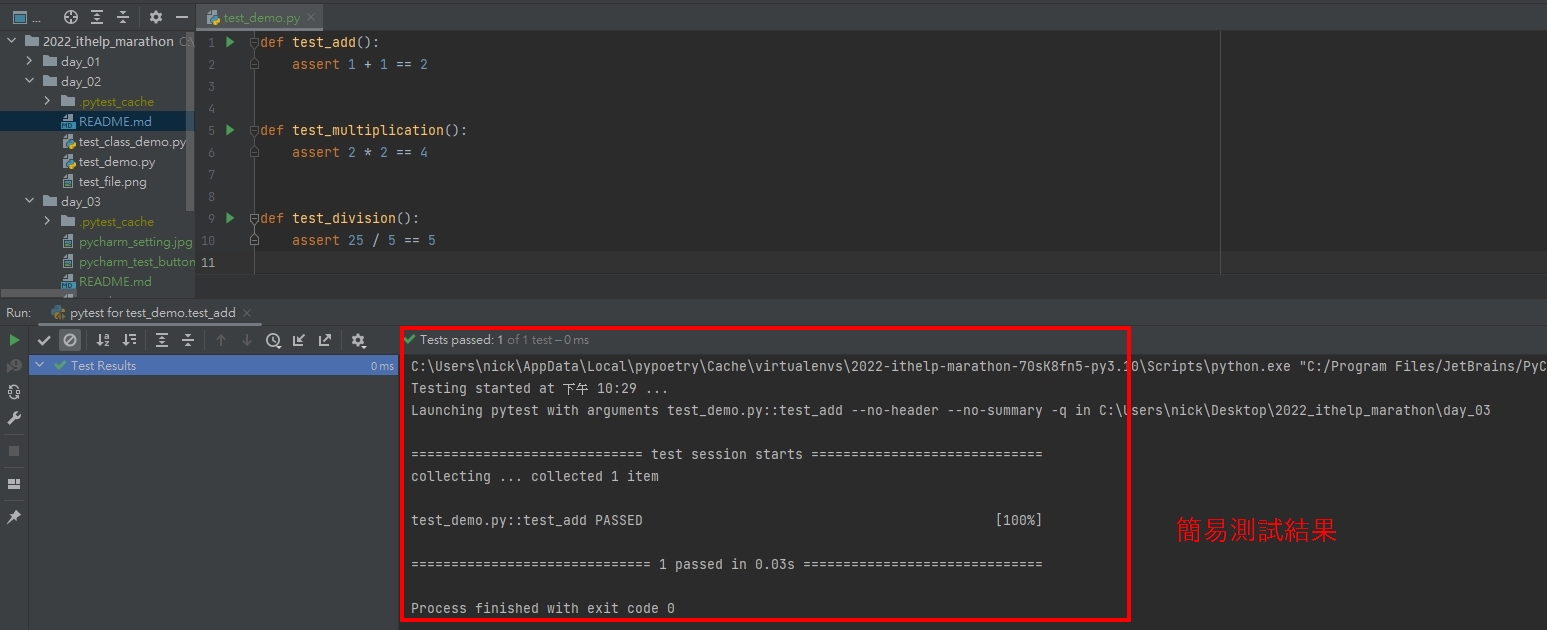 ...
test_demo.py
2022_ithelp_marathon C:\
day_01
day_02
.pytest_cache
README.md
test_class_demo.py
test_demo.py
test_file.png
day_03
.pytest_cache
pycharm_setting.jpg
pycharm_test_button
README.md
1 def test_add():
2 assert 1 + 1 == 2
3
4
5 def test_multiplication():
6 assert 2 * 2 == 4
7
8
9 def test_division():
10 assert 25 / 5 == 5
11
Run: pytest for test_demo.test_add
Test Results 0 ms
Tests passed: 1 of 1 test – 0 ms
C:\Users\nick\AppData\Local\pypoetry\Cache\virtualenvs\2022-ithelp-marathon-70sK8fn5-py3.10\Scripts\python.exe "C:/Program Files/JetBrains/PyC
Testing started at 下午 10:29 ...
Launching pytest with arguments test_demo.py::test_add --no-header --no-summary -q in C:\Users\nick\Desktop\2022_ithelp_marathon\day_03
============================= test session starts =============================
collecting ... collected 1 item
test_demo.py::test_add PASSED [100%]
============================== 1 passed in 0.03s ==============================
Process finished with exit code 0
簡易測試結果